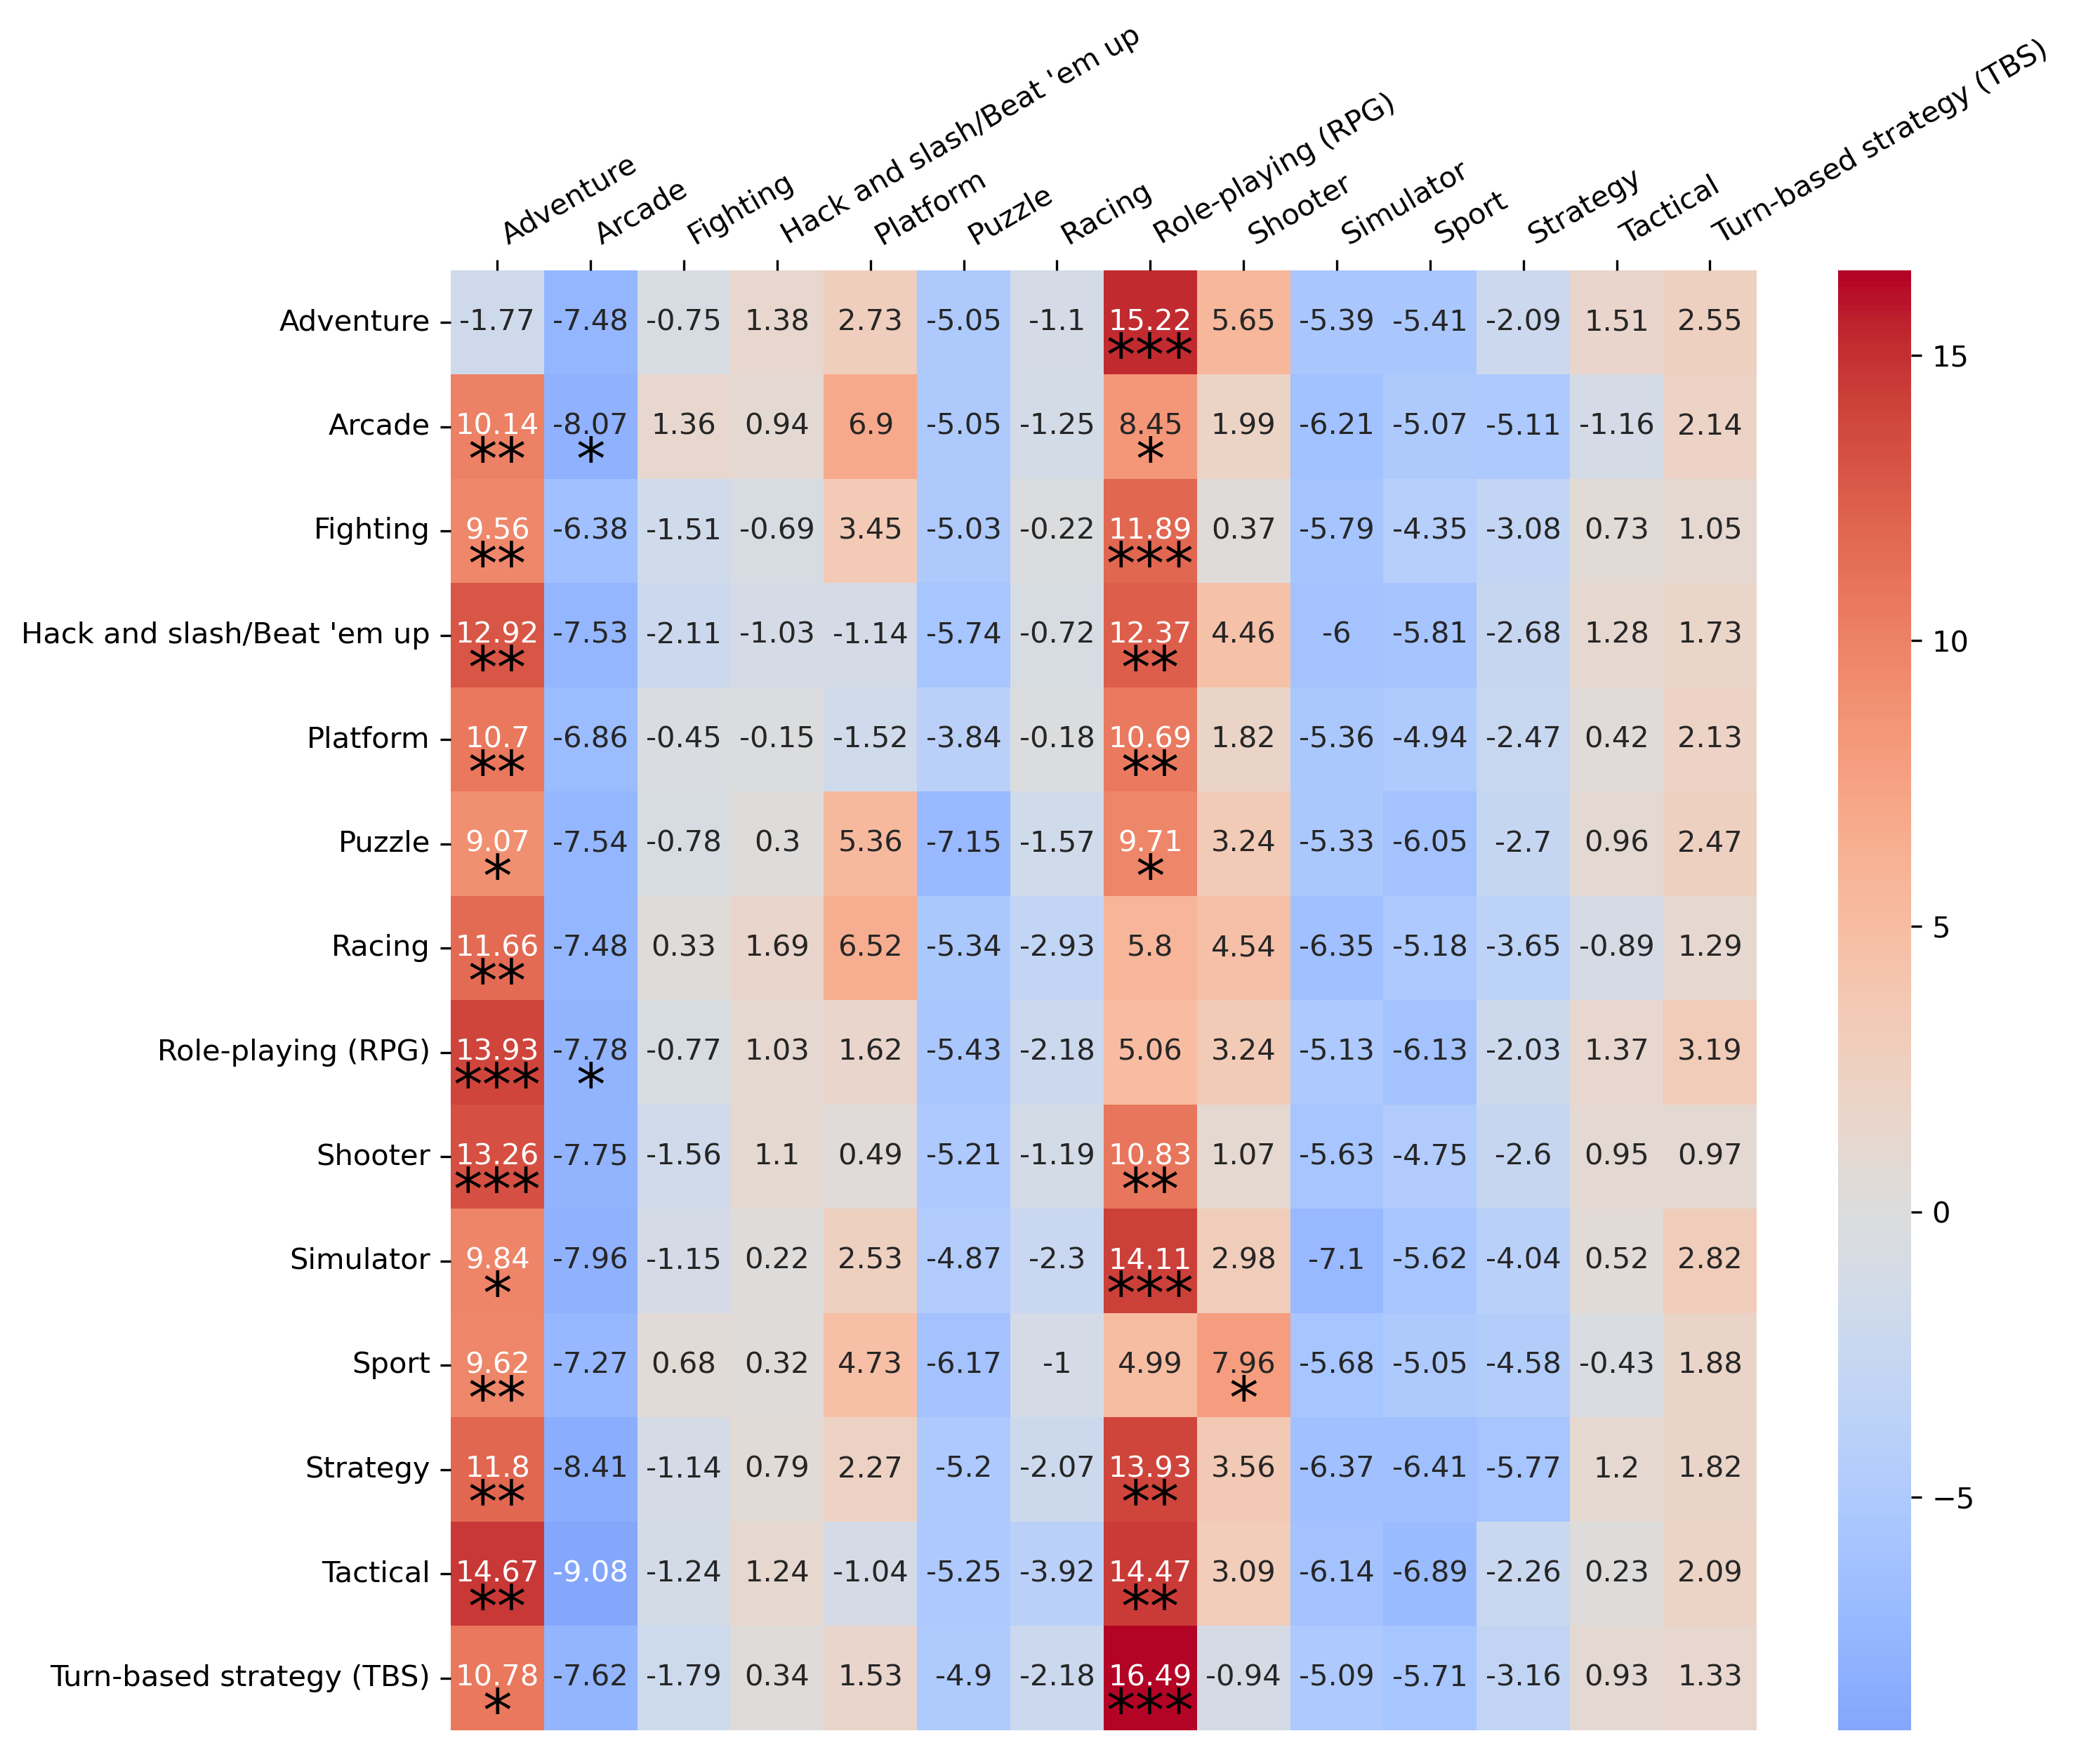 Adventure
Arcade
Fighting
Hack and slash/Beat 'em up
Platform
Puzzle
Racing
Role-playing (RPG)
Shooter
Simulator
Sport
Strategy
Tactical
Turn-based strategy (TBS)
Adventure -1.77 -7.48 -0.75 1.38 2.73 -5.05 -1.1 15.22 5.65 -5.39 -5.41 -2.09 1.51 2.55
***
Arcade 10.14 -8.07 1.36 0.94 6.9 -5.05 -1.25 8.45 1.99 -6.21 -5.07 -5.11 -1.16 2.14
** * *
Fighting 9.56 -6.38 -1.51 -0.69 3.45 -5.03 -0.22 11.89 0.37 -5.79 -4.35 -3.08 0.73 1.05
** ***
Hack and slash/Beat 'em up 12.92 -7.53 -2.11 -1.03 -1.14 -5.74 -0.72 12.37 4.46 -6 -5.81 -2.68 1.28 1.73
** **
Platform 10.7 -6.86 -0.45 -0.15 -1.52 -3.84 -0.18 10.69 1.82 -5.36 -4.94 -2.47 0.42 2.13
** **
Puzzle 9.07 -7.54 -0.78 0.3 5.36 -7.15 -1.57 9.71 3.24 -5.33 -6.05 -2.7 0.96 2.47
* *
Racing 11.66 -7.48 0.33 1.69 6.52 -5.34 -2.93 5.8 4.54 -6.35 -5.18 -3.65 -0.89 1.29
**
Role-playing (RPG) 13.93 -7.78 -0.77 1.03 1.62 -5.43 -2.18 5.06 3.24 -5.13 -6.13 -2.03 1.37 3.19
*** *
Shooter 13.26 -7.75 -1.56 1.1 0.49 -5.21 -1.19 10.83 1.07 -5.63 -4.75 -2.6 0.95 0.97
*** **
Simulator 9.84 -7.96 -1.15 0.22 2.53 -4.87 -2.3 14.11 2.98 -7.1 -5.62 -4.04 0.52 2.82
* ***
Sport 9.62 -7.27 0.68 0.32 4.73 -6.17 -1 4.99 7.96 -5.68 -5.05 -4.58 -0.43 1.88
** *
Strategy 11.8 -8.41 -1.14 0.79 2.27 -5.2 -2.07 13.93 3.56 -6.37 -6.41 -5.77 1.2 1.82
** **
Tactical 14.67 -9.08 -1.24 1.24 -1.04 -5.25 -3.92 14.47 3.09 -6.14 -6.89 -2.26 0.23 2.09
** **
Turn-based strategy (TBS) 10.78 -7.62 -1.79 0.34 1.53 -4.9 -2.18 16.49 -0.94 -5.09 -5.71 -3.16 0.93 1.33
* ***
15
10
5
0
−5